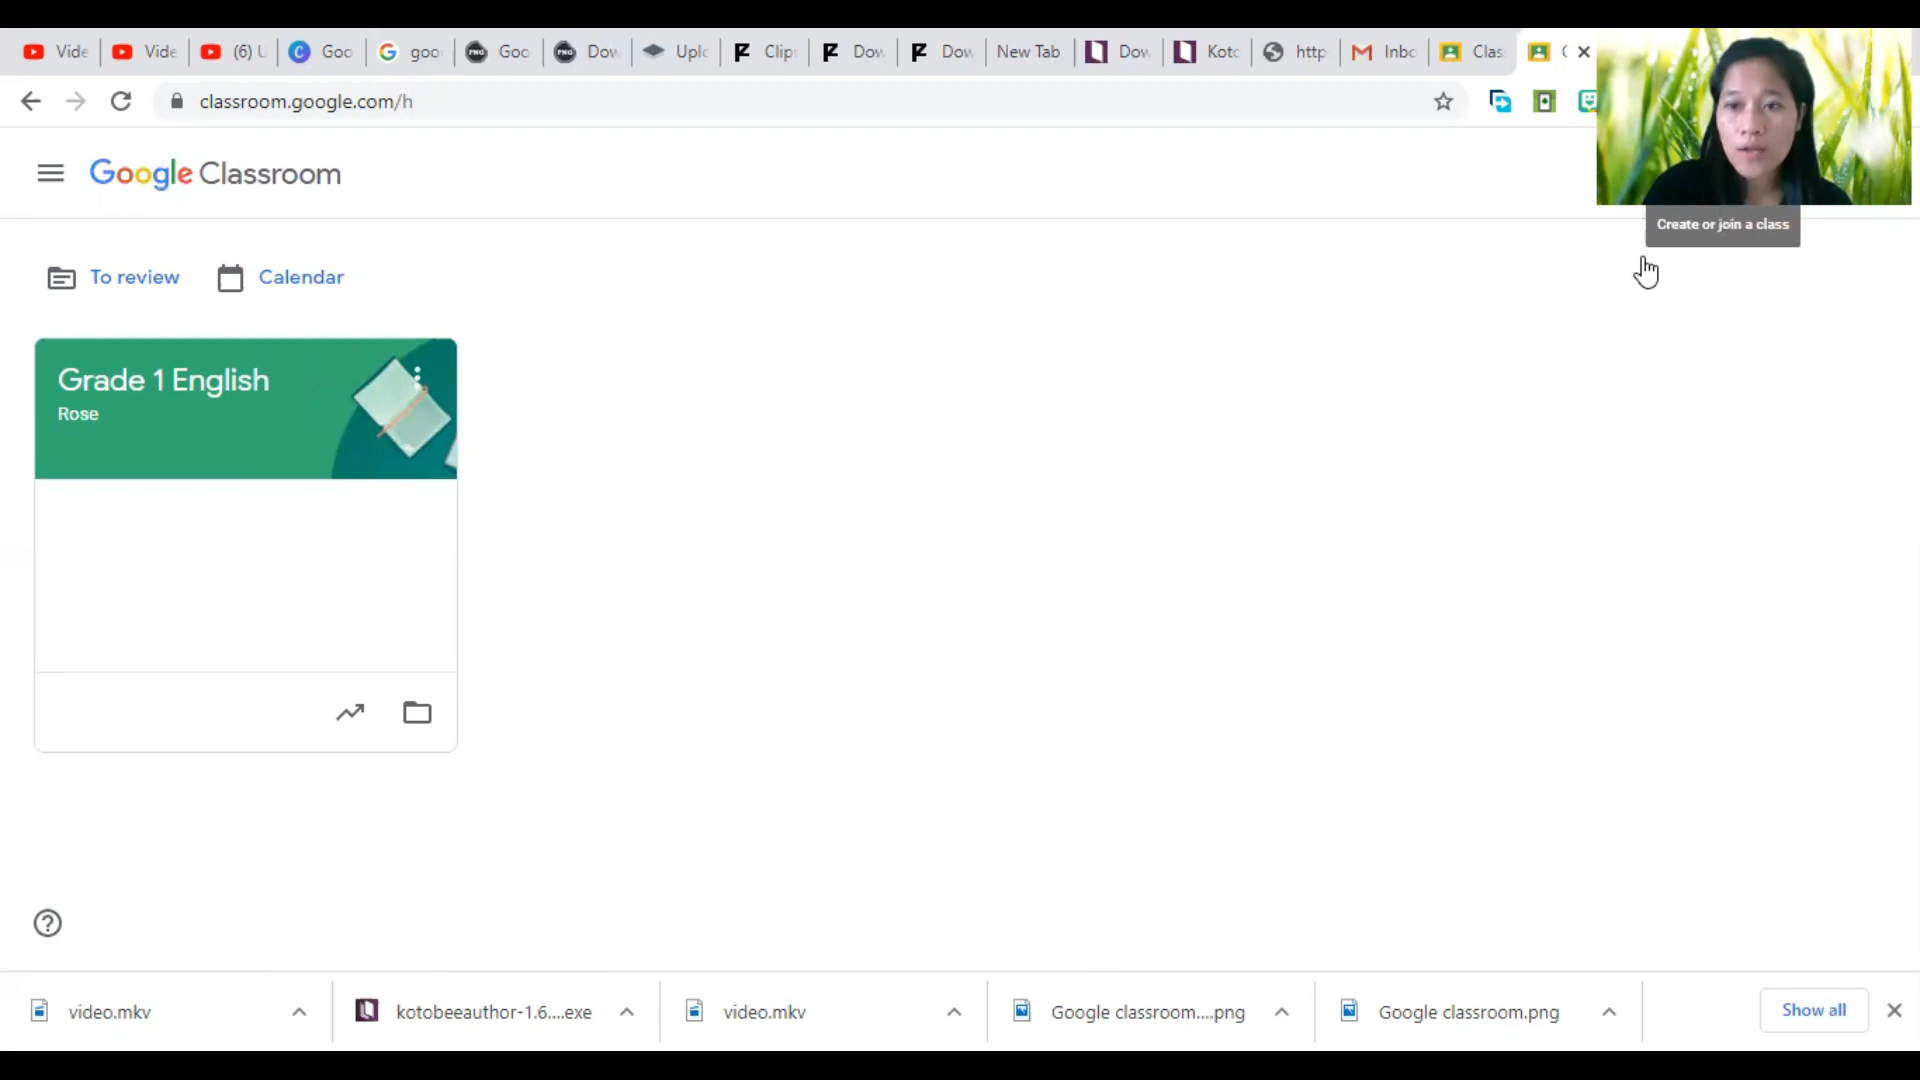 Vide
Vide
(6) U
Goo
goo
Goo
Dow
Uplo
Clip
Dow
Dow
New Tab
Dow
Koto
http
Inbo
Clas
classroom.google.com/h
Google Classroom
Create or join a class
To review
Calendar
Grade 1 English
Rose
video.mkv
kotobeeauthor-1.6....exe
video.mkv
Google classroom....png
Google classroom.png
Show all